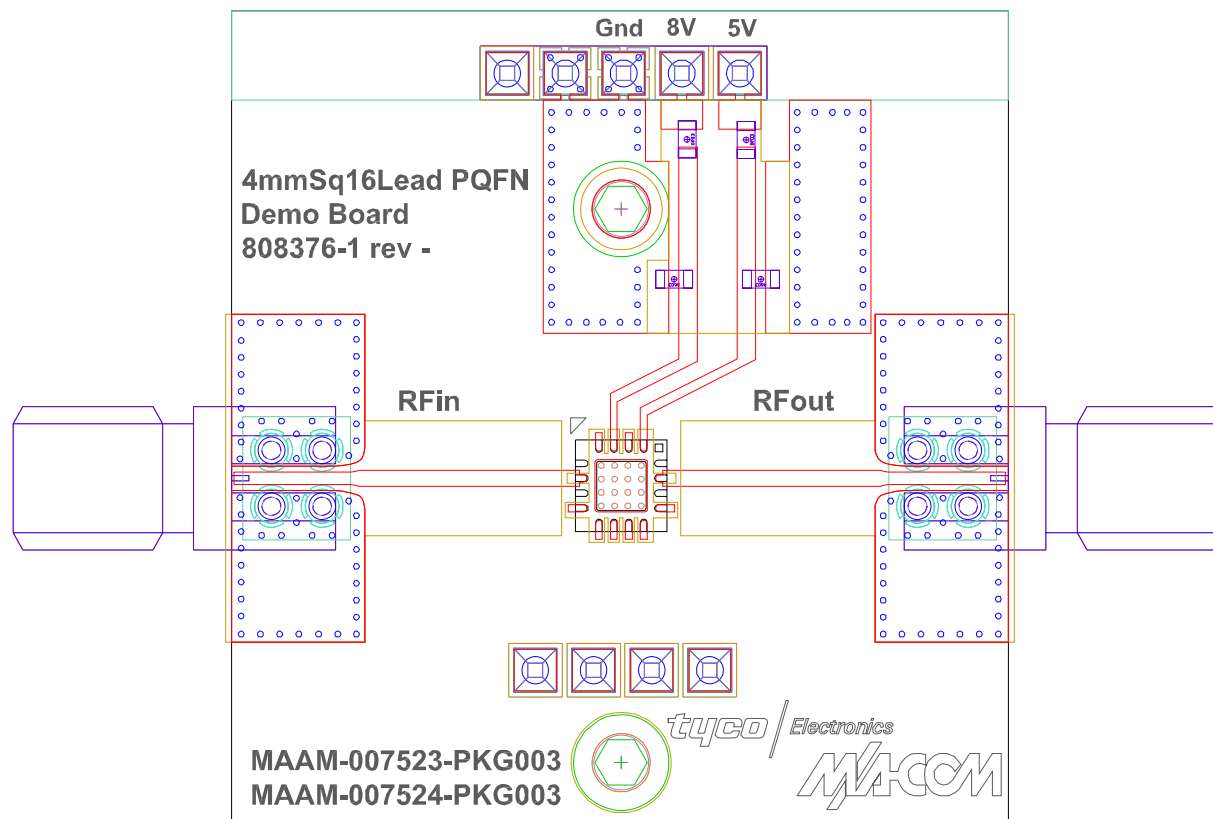 Gnd 8V 5V
4mmSq16Lead PQFN
Demo Board
808376-1 rev -
RFin
RFout
tyco / Electronics
MAAM-007523-PKG003
MAAM-007524-PKG003
M/A-COM